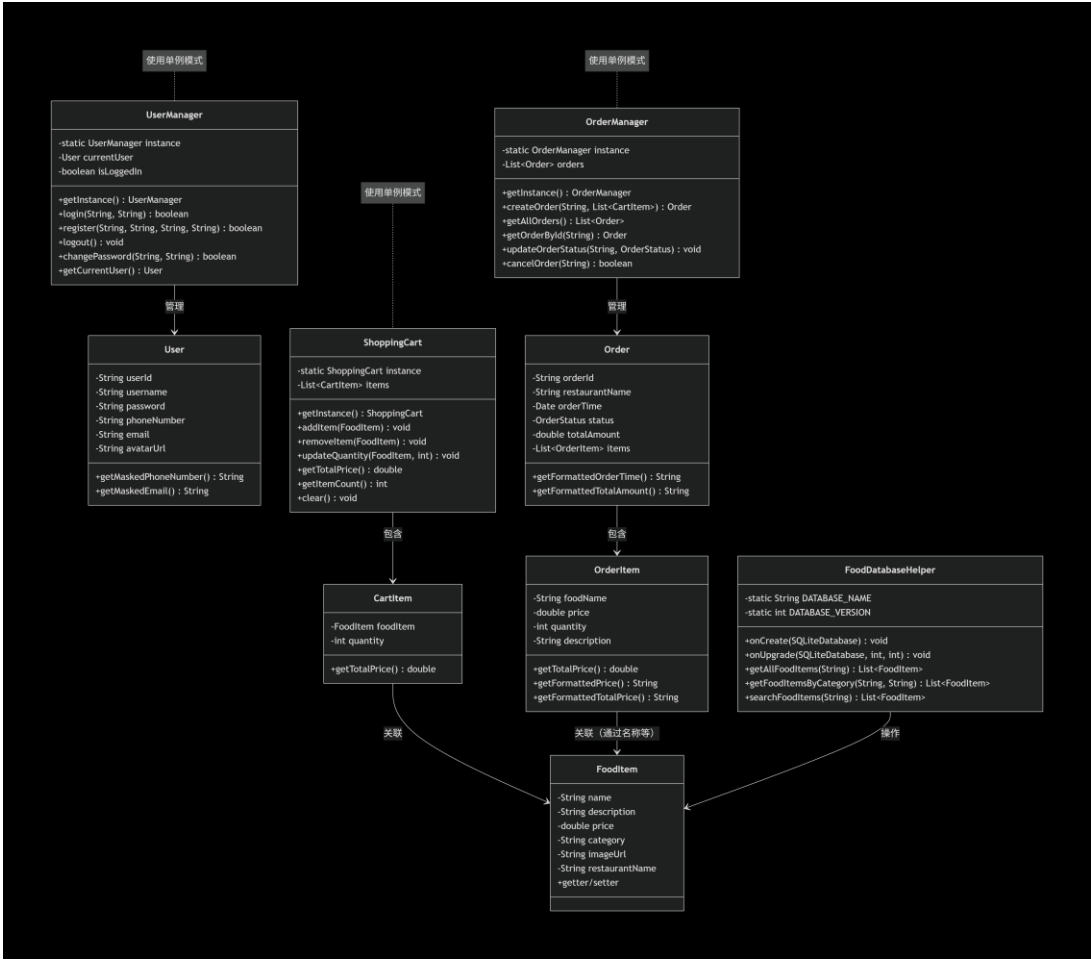 使用单例模式
UserManager
-static UserManager instance
-User currentUser
-boolean isLoggedIn
+getInstance() : UserManager
+login(String, String) : boolean
+register(String, String, String, String) : boolean
+logout() : void
+changePassword(String, String) : boolean
+getCurrentUser() : User
管理
User
-String userId
-String username
-String password
-String phoneNumber
-String email
-String avatarUrl
+getMaskedPhoneNumber() : String
+getMaskedEmail() : String
使用单例模式
ShoppingCart
-static ShoppingCart instance
-List<CartItem> items
+getInstance() : ShoppingCart
+addItem(FoodItem) : void
+removeItem(FoodItem) : void
+updateQuantity(FoodItem, int) : void
+getTotalPrice() : double
+getItemCount() : int
+clear() : void
包含
CartItem
-FoodItem foodItem
-int quantity
+getTotalPrice() : double
关联
使用单例模式
OrderManager
-static OrderManager instance
-List<Order> orders
+getInstance() : OrderManager
+createOrder(String, List<CartItem>) : Order
+getAllOrders() : List<Order>
+getOrderById(String) : Order
+updateOrderStatus(String, OrderStatus) : void
+cancelOrder(String) : boolean
管理
Order
-String orderId
-String restaurantName
-Date orderTime
-OrderStatus status
-double totalAmount
-List<OrderItem> items
+getFormattedOrderTime() : String
+getFormattedTotalAmount() : String
包含
OrderItem
-String foodName
-double price
-int quantity
-String description
+getTotalPrice() : double
+getFormattedPrice() : String
+getFormattedTotalPrice() : String
关联（通过名称等）
FoodDatabaseHelper
-static String DATABASE_NAME
-static int DATABASE_VERSION
+onCreate(SQLiteDatabase) : void
+onUpgrade(SQLiteDatabase, int, int) : void
+getAllFoodItems(String) : List<FoodItem>
+getFoodItemsByCategory(String, String) : List<FoodItem>
+searchFoodItems(String) : List<FoodItem>
操作
FoodItem
-String name
-String description
-double price
-String category
-String imageUrl
-String restaurantName
+getter/setter